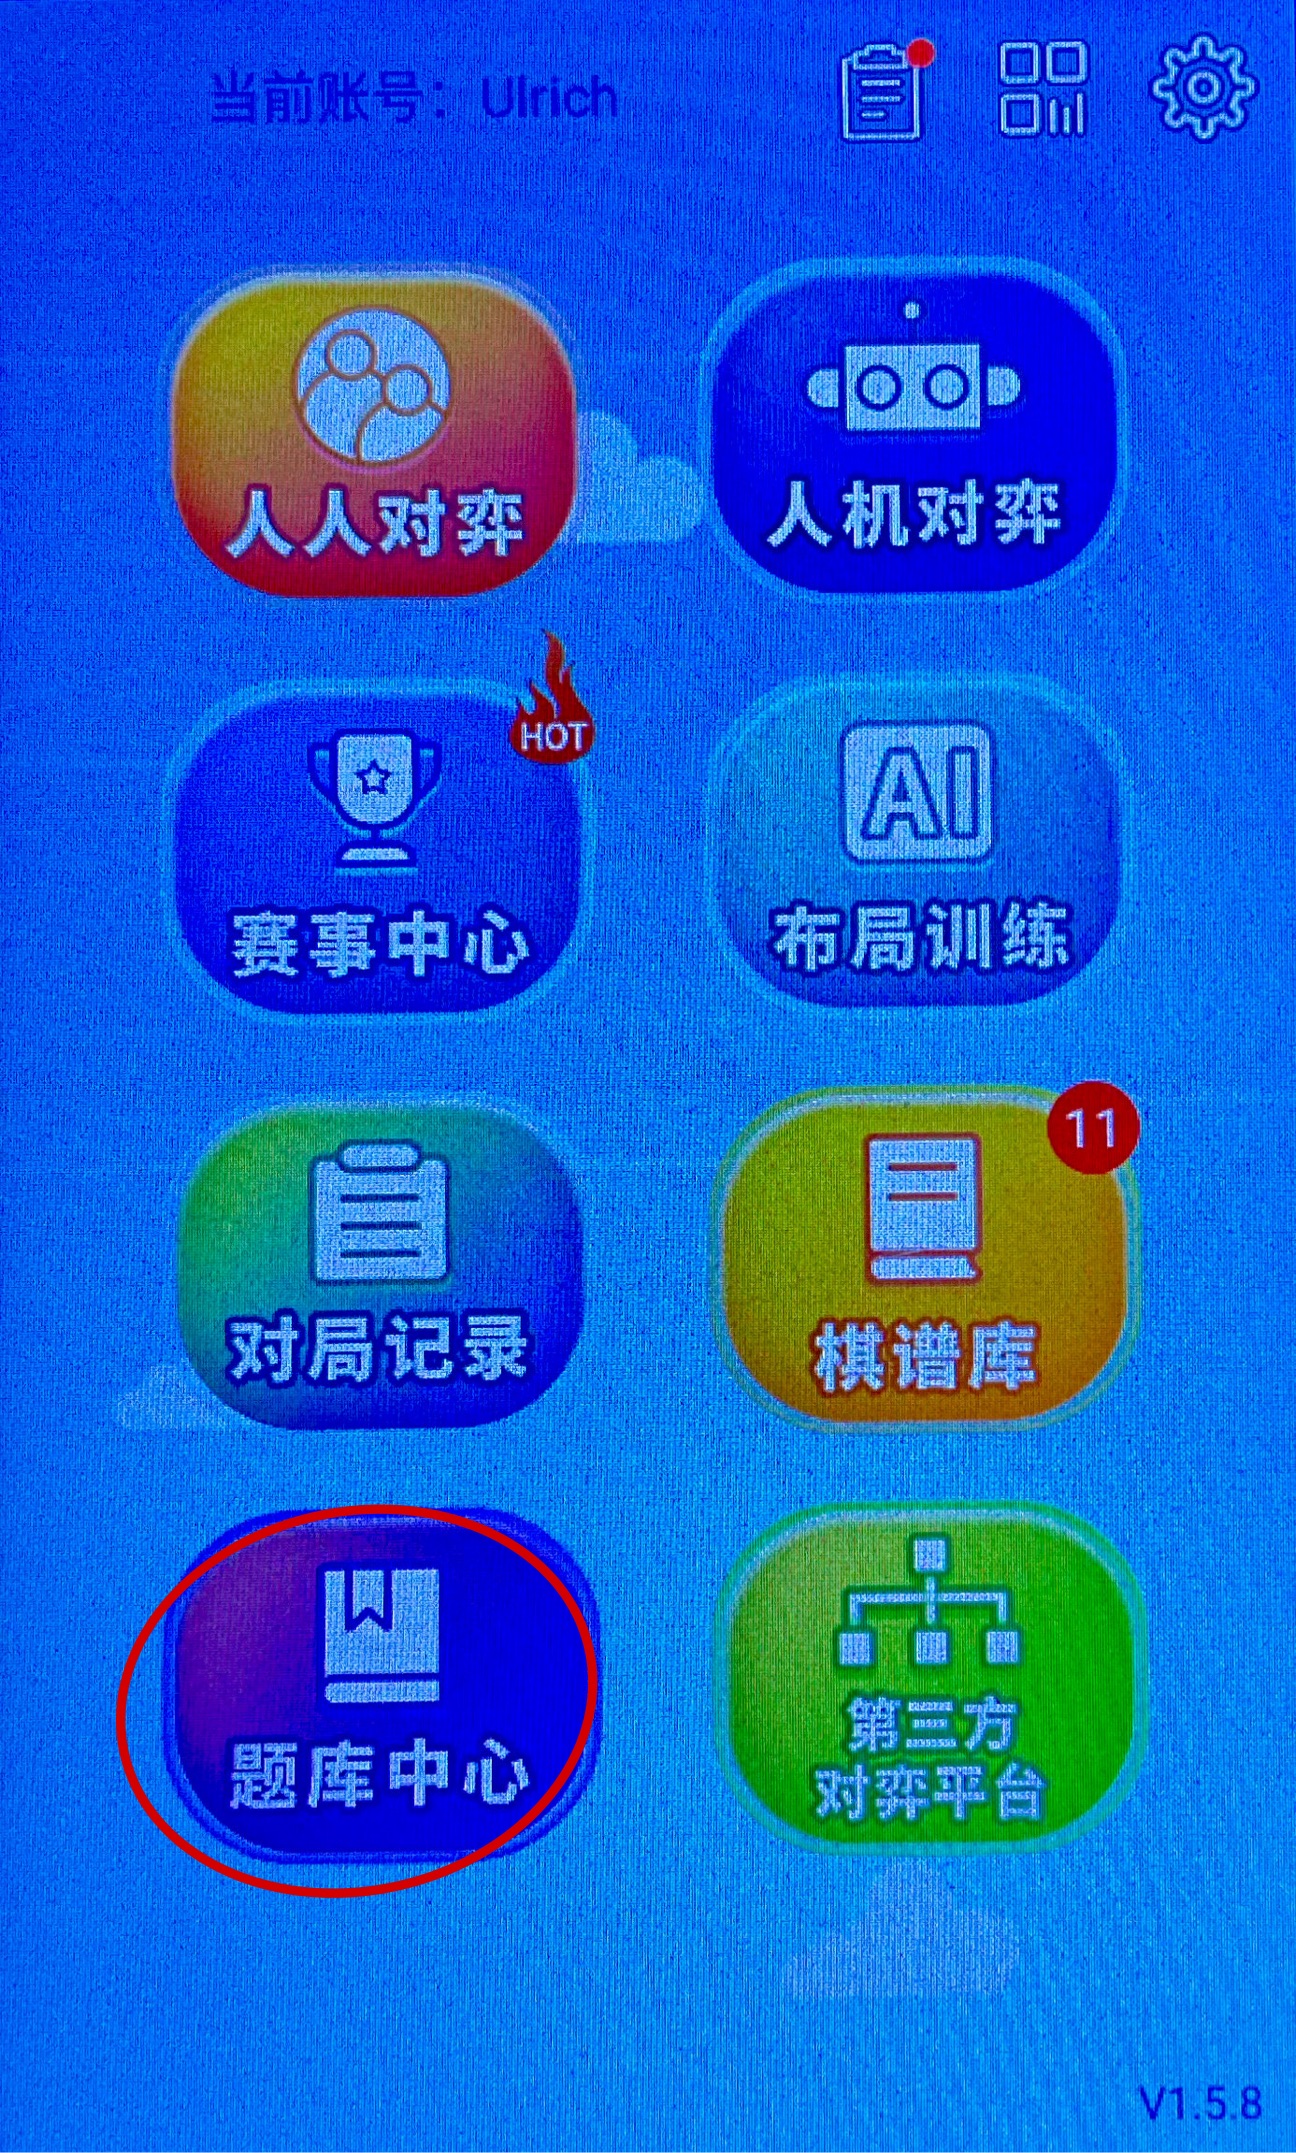 当前账号：Ulrich
人人对弈
人机对弈
HOT
赛事中心
AI
布局训练
对局记录
11
棋谱库
题库中心
第三方
对弈平台
V1.5.8